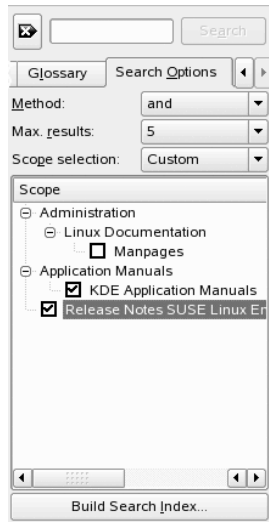 Search
Glossary Search Options
Method: and
Max. results: 5
Scope selection: Custom
Scope
Administration
Linux Documentation
Manpages
Application Manuals
KDE Application Manuals
Release Notes SUSE Linux En
Build Search Index...